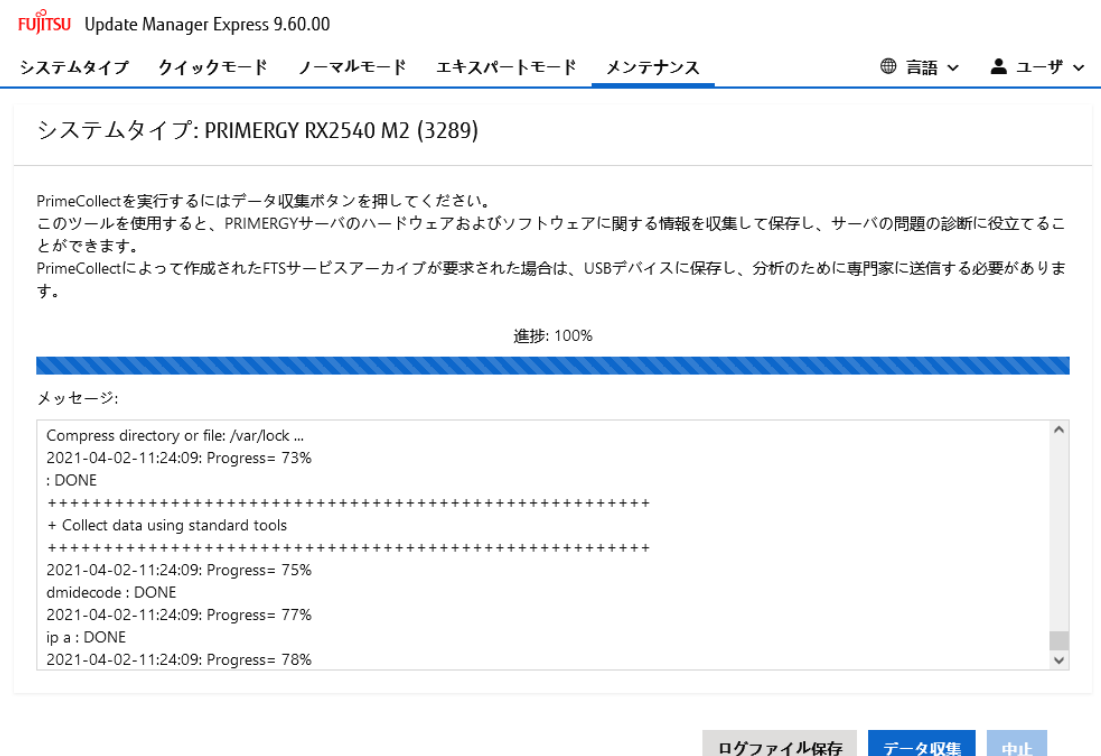 FUJITSU Update Manager Express 9.60.00
システムタイプ クイックモード ノーマルモード エキスパートモード メンテナンス 言語 ユーザ
システムタイプ: PRIMERGY RX2540 M2 (3289)
PrimeCollectを実行するにはデータ収集ボタンを押してください。
このツールを使用すると、PRIMERGYサーバのハードウェアおよびソフトウェアに関する情報を収集して保存し、サーバの問題の診断に役立てるこ
とができます。
PrimeCollectによって作成されたFTSサービスアーカイブが要求された場合は、USBデバイスに保存し、分析のために専門家に送信する必要がありま
す。
進捗: 100%
メッセージ:
Compress directory or file: /var/lock ...
2021-04-02-11:24:09: Progress= 73%
: DONE
++++++++++++++++++++++++++++++++++++++++++++++++++++++
+ Collect data using standard tools
++++++++++++++++++++++++++++++++++++++++++++++++++++++
2021-04-02-11:24:09: Progress= 75%
dmidecode : DONE
2021-04-02-11:24:09: Progress= 77%
ip a : DONE
2021-04-02-11:24:09: Progress= 78%
ログファイル保存 データ収集 中止